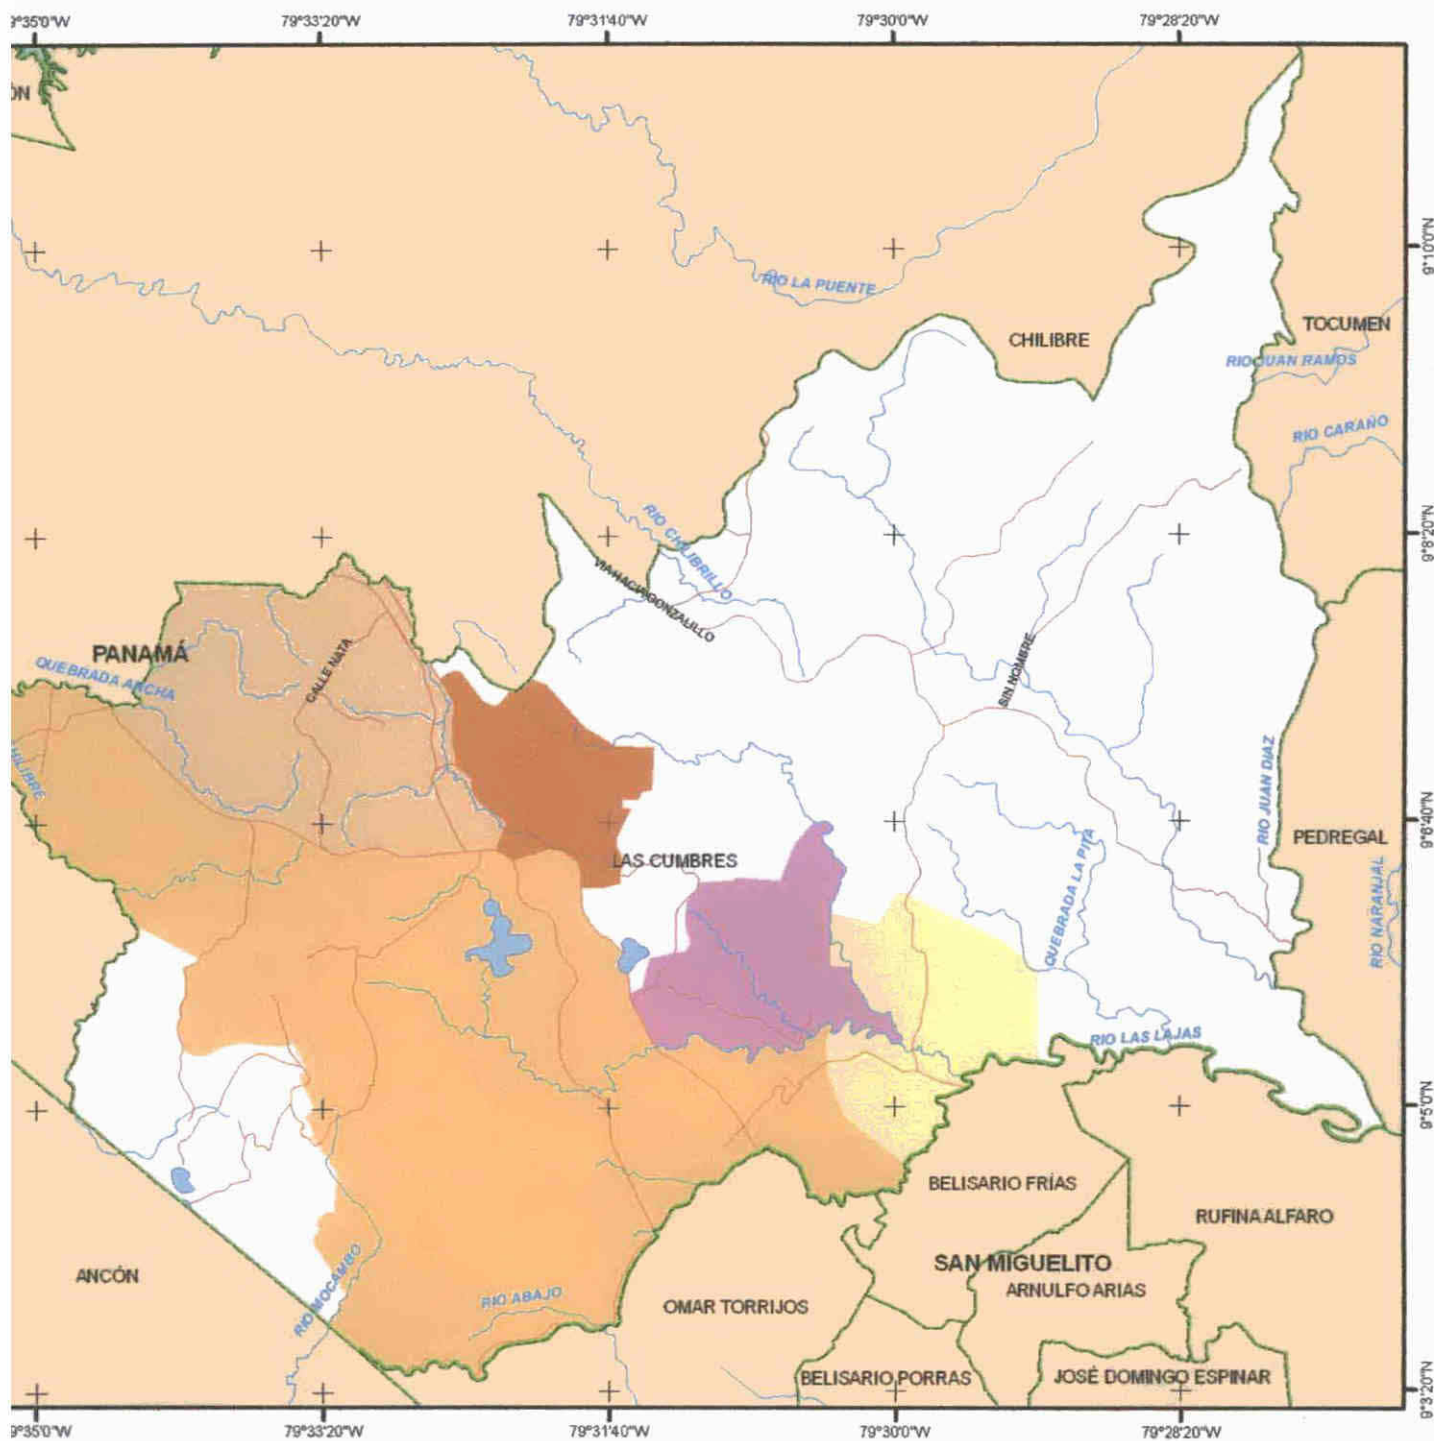 9°35'0"W 79°33'20"W 79°31'40"W 79°30'0"W 79°28'20"W
ÓN
9°10'0"N
RIO LA PUENTE
TOCUMEN
CHILIBRE
RIO JUAN RAMOS
RIO CARAÑO
RIO CHILIBRILLO
9°8'20"N
VIA HACIA GONZALILLO
PANAMÁ
CALLE NATA
SIN NOMBRE
QUEBRADA ANCHA
HILIBRE
RIO JUAN DIAZ
9°6'40"N
PEDREGAL
LAS CUMBRES
QUEBRADA LA PITA
RIO NARANJAL
RIO LAS LAJAS
9°5'0"N
BELISARIO FRÍAS
RUFINA ALFARO
SAN MIGUELITO
ANCÓN
ARNULFO ARIAS
RIO MOCAMBO
RIO ABAJO
OMAR TORRIJOS
BELISARIO PORRAS
JOSÉ DOMINGO ESPINAR
9°3'20"N
9°35'0"W 79°33'20"W 79°31'40"W 79°30'0"W 79°28'20"W